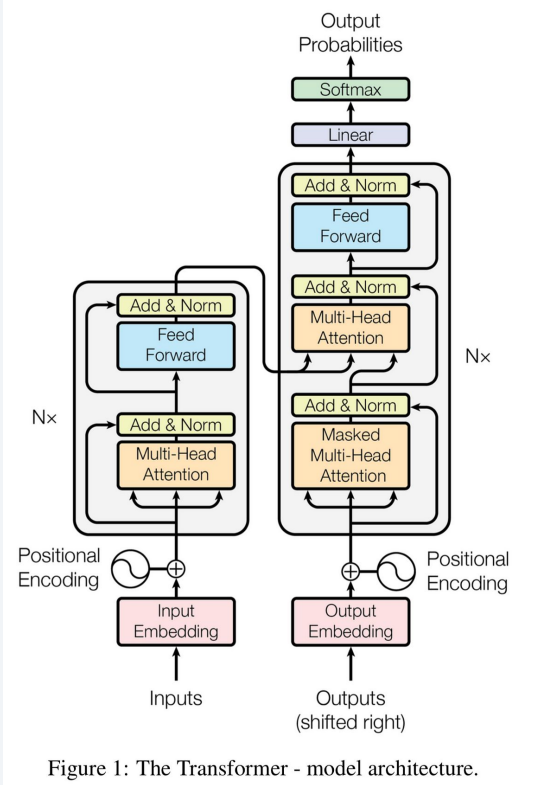 Output
Probabilities
Softmax
Linear
Add & Norm
Feed
Forward
Add & Norm
Multi-Head
Attention
Add & Norm
Masked
Multi-Head
Attention
N×
Add & Norm
Feed
Forward
Add & Norm
Multi-Head
Attention
N×
Positional
Encoding
Positional
Encoding
Input
Embedding
Output
Embedding
Inputs
Outputs
(shifted right)
Figure 1: The Transformer - model architecture.